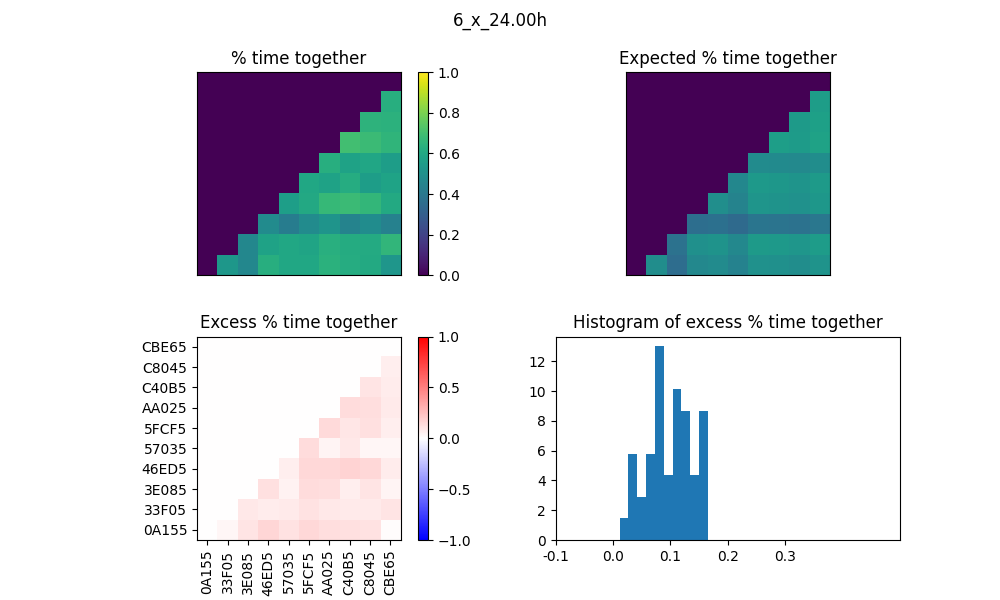 6_x_24.00h
% time together
Expected % time together
1.0
0.8
0.6
0.4
0.2
0.0
Excess % time together
Histogram of excess % time together
CBE65
C8045
C40B5
AA025
5FCF5
57035
46ED5
3E085
33F05
0A155
0A155
33F05
3E085
46ED5
57035
5FCF5
AA025
C40B5
C8045
CBE65
1.0
0.5
0.0
−0.5
−1.0
12
10
8
6
4
2
0
-0.1
0.0
0.1
0.2
0.3